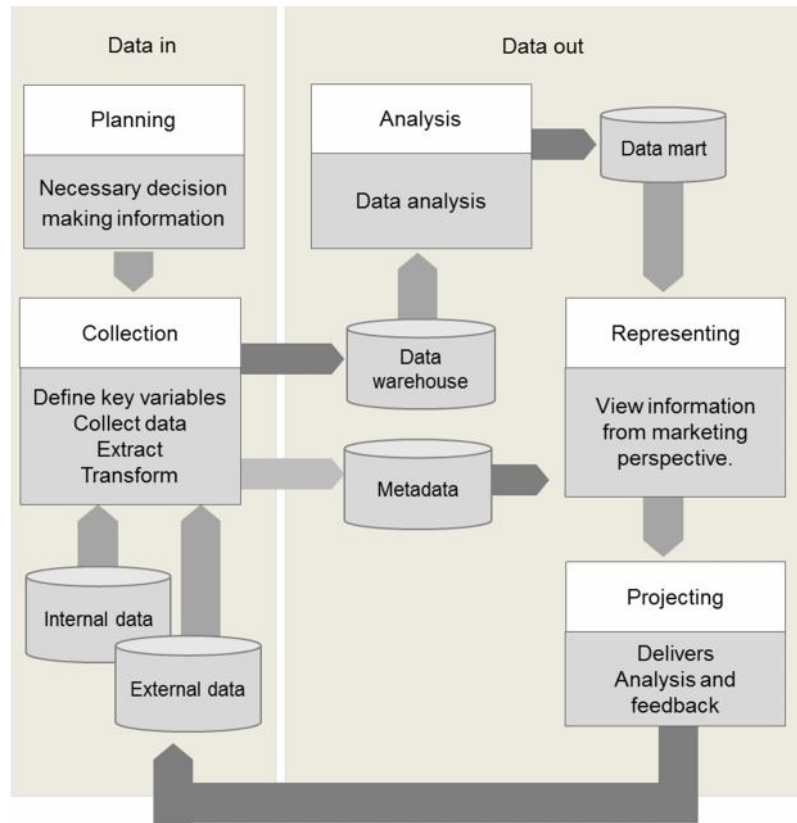 Data in
Planning
Necessary decision
making information
Collection
Define key variables
Collect data
Extract
Transform
Internal data
External data
Data out
Analysis
Data analysis
Data mart
Data
warehouse
Metadata
Representing
View information
from marketing
perspective.
Projecting
Delivers
Analysis and
feedback